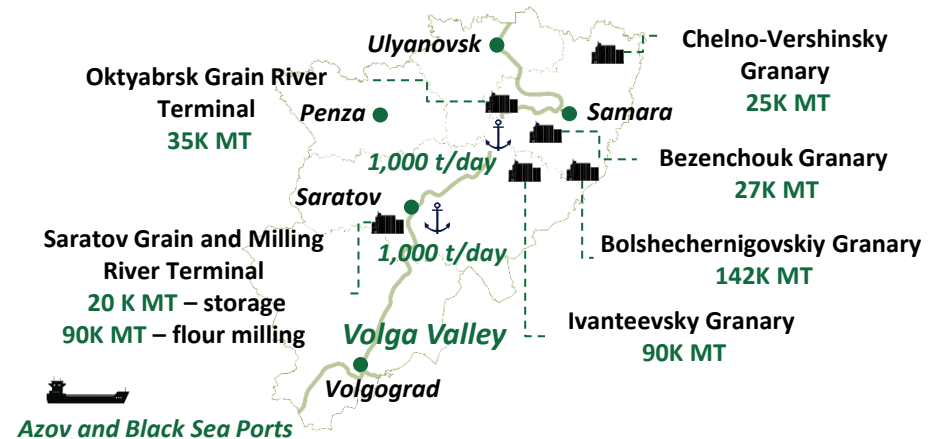 Ulyanovsk
Chelno-Vershinsky
Granary
25K MT
Oktyabrsk Grain River
Terminal
35K MT
Penza
Samara
1,000 t/day
Bezenchouk Granary
27K MT
Saratov
Saratov Grain and Milling
River Terminal
20 K MT – storage
90K MT – flour milling
1,000 t/day
Bolshechernigovskiy Granary
142K MT
Ivanteevsky Granary
90K MT
Volga Valley
Volgograd
Azov and Black Sea Ports